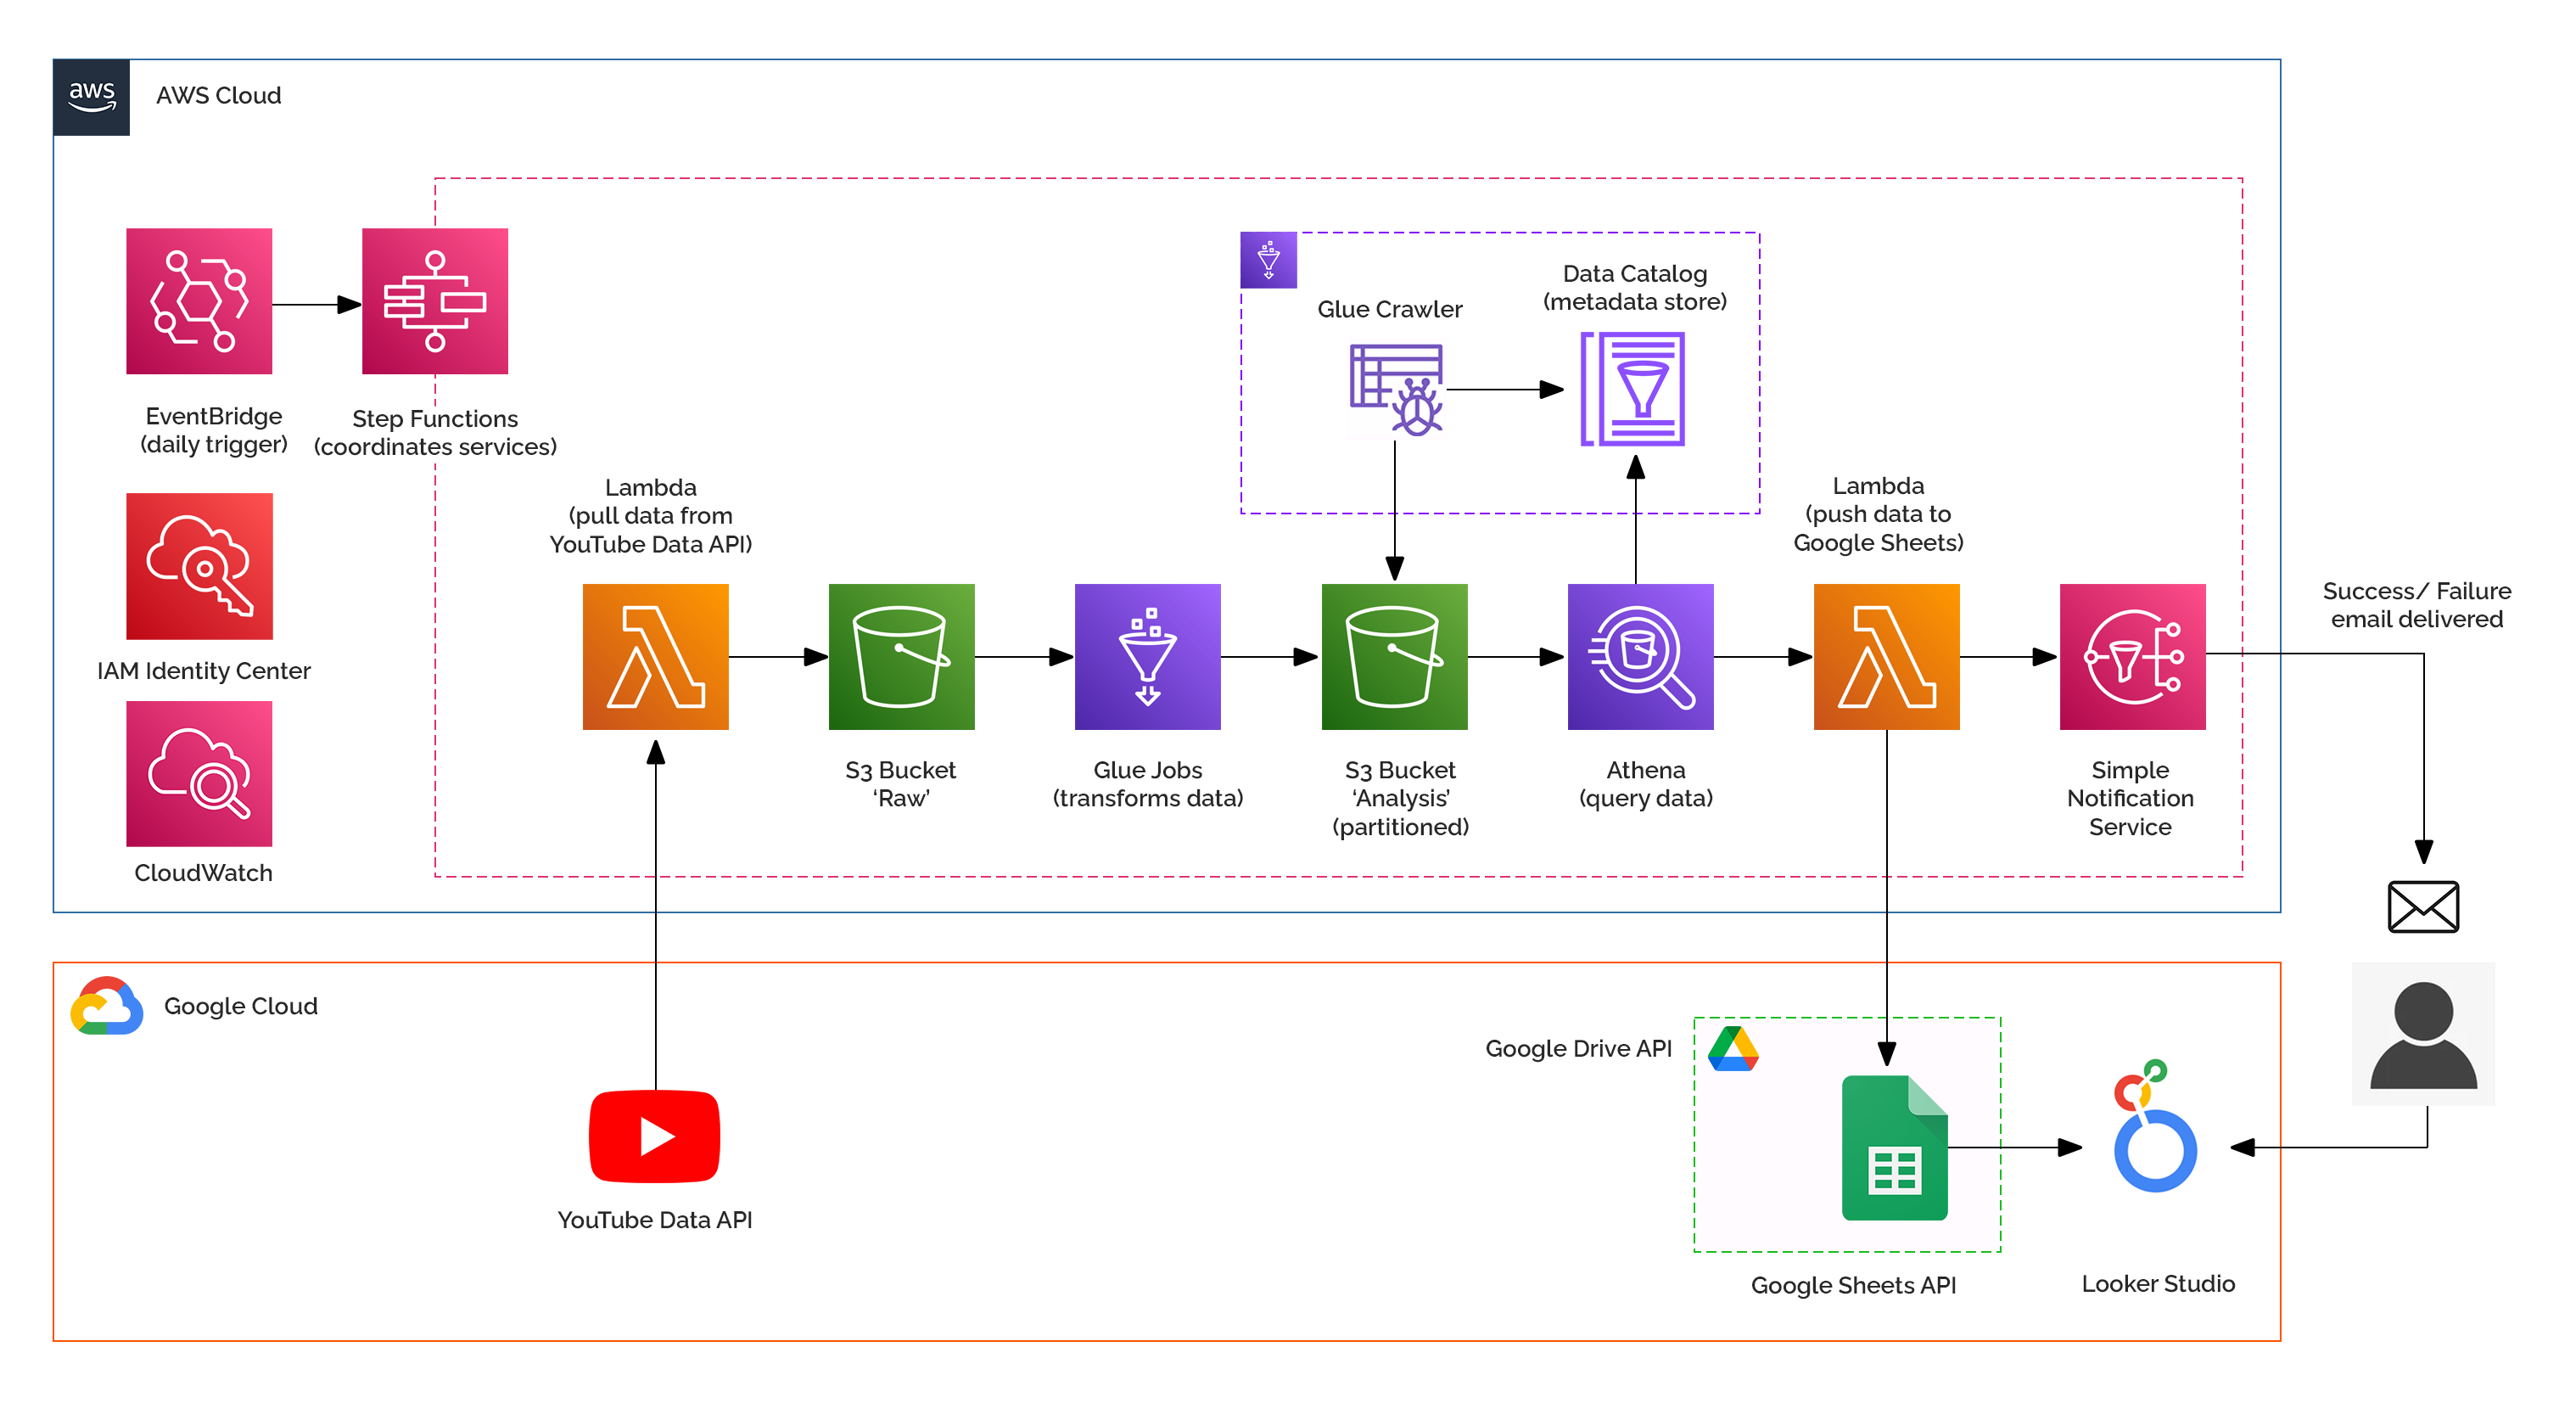 aws
AWS Cloud
EventBridge
(daily trigger)
Step Functions
(coordinates services)
IAM Identity Center
CloudWatch
Glue Crawler
Data Catalog
(metadata store)
Lambda
(pull data from
YouTube Data API)
Lambda
(push data to
Google Sheets)
S3 Bucket
‘Raw’
Glue Jobs
(transforms data)
S3 Bucket
‘Analysis’
(partitioned)
Athena
(query data)
Simple
Notification
Service
Success/ Failure
email delivered
Google Cloud
YouTube Data API
Google Drive API
Google Sheets API
Looker Studio